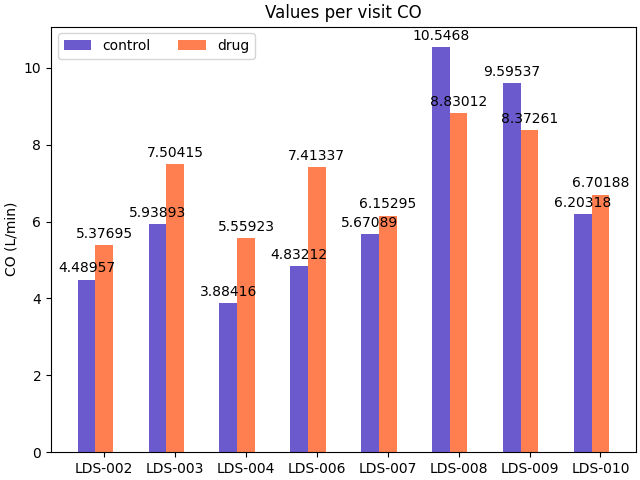 Values per visit CO
control
drug
CO (L/min)
10
8
6
4
2
0
4.48957
5.37695
5.93893
7.50415
3.88416
5.55923
4.83212
7.41337
5.67089
6.15295
10.5468
8.83012
9.59537
8.37261
6.20318
6.70188
LDS-002
LDS-003
LDS-004
LDS-006
LDS-007
LDS-008
LDS-009
LDS-010